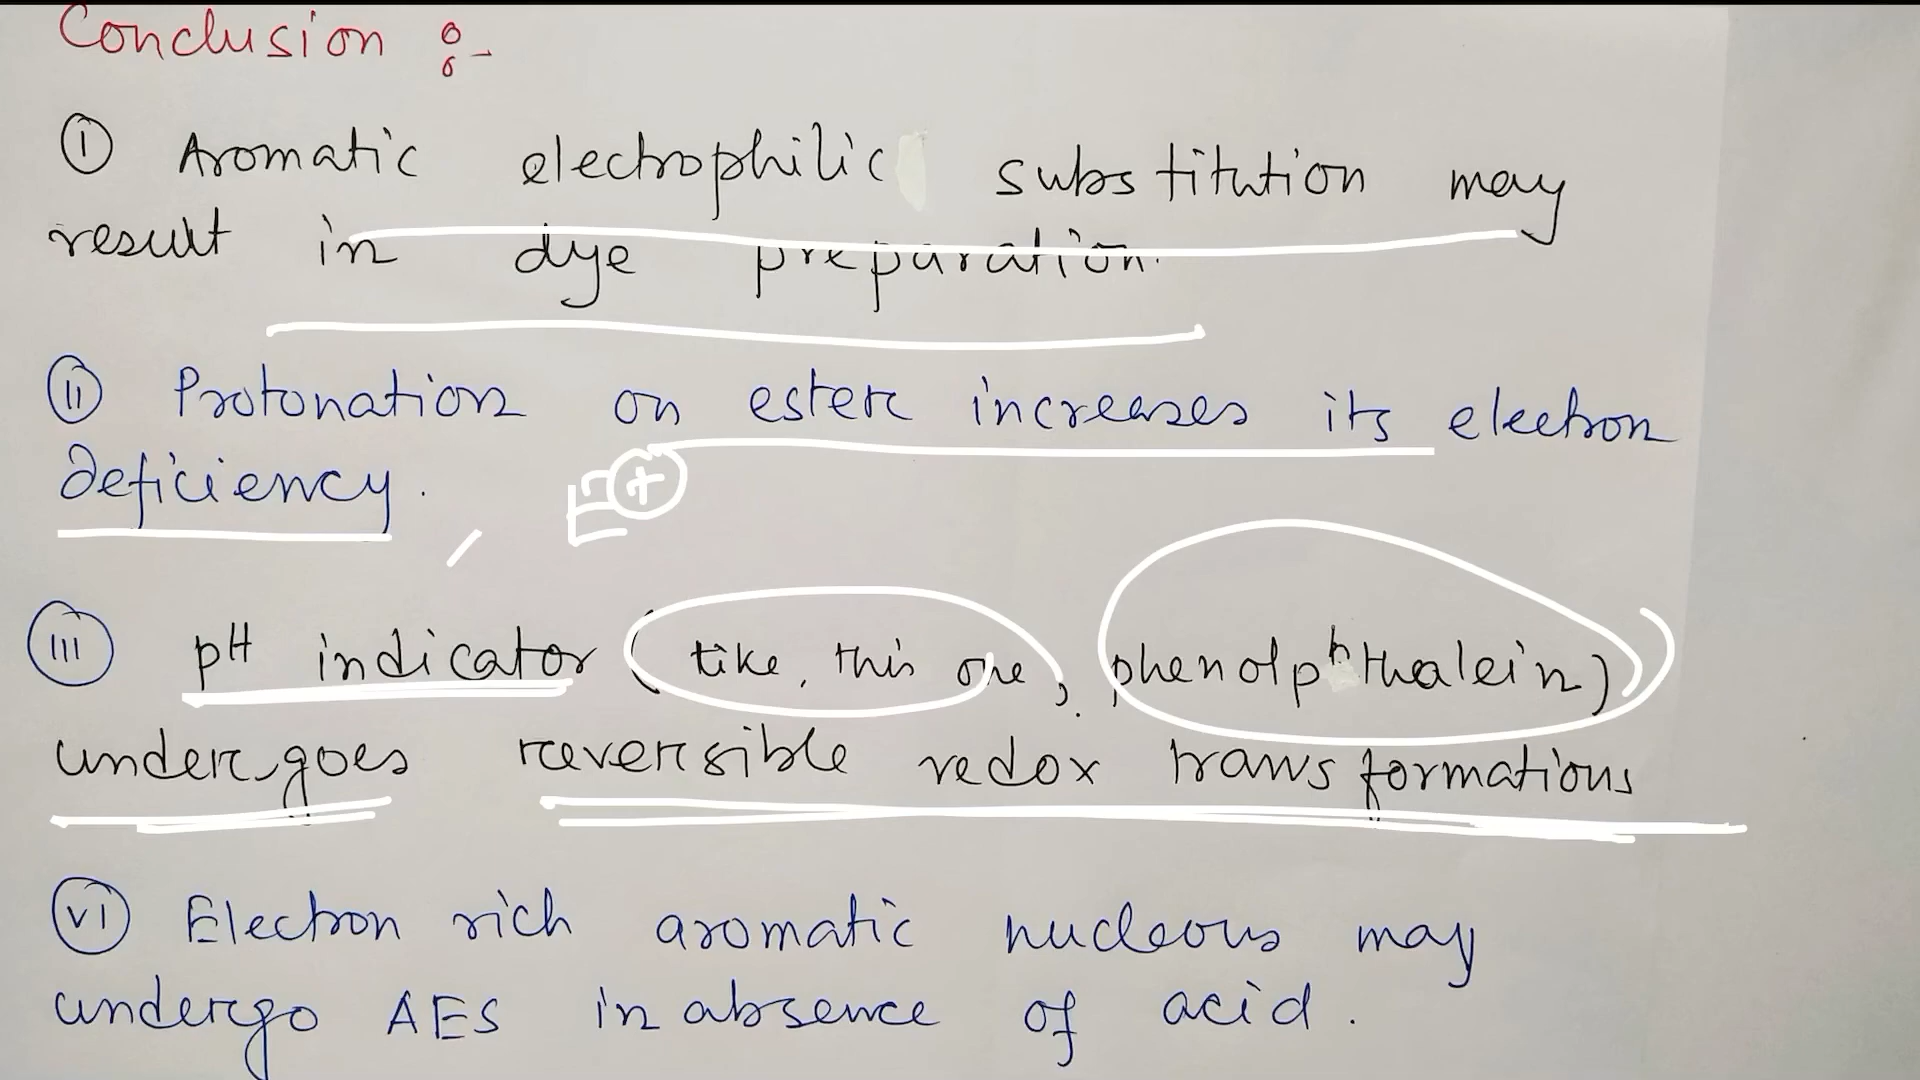 Conclusion :-
(i) Aromatic electrophilic substitution may
result in dye preparation.
(ii) Protonation on ester increases its electron
deficiency.
E+
(iii) pH indicator (like, this one, phenolphthalein)
undergoes reversible redox transformations
(vi) Electron rich aromatic nucleous may
undergo AES in absence of acid.